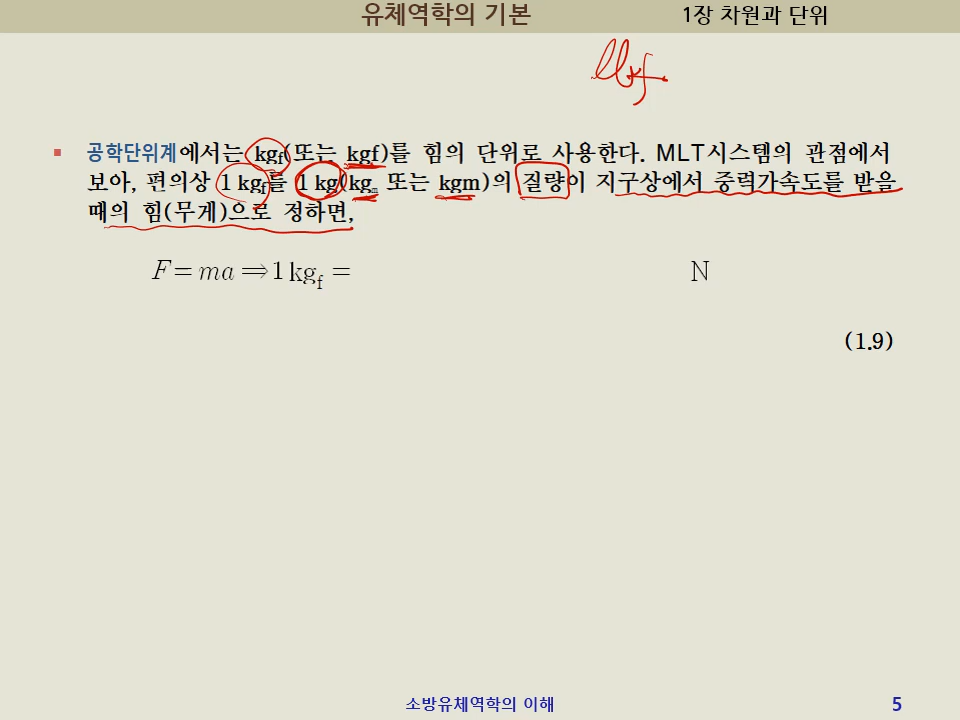 유체역학의 기본
1장 차원과 단위
공학단위계에서는 kgf(또는 kgf)를 힘의 단위로 사용한다. MLT시스템의 관점에서
보아, 편의상 1 kgf를 1 kg(kgm 또는 kgm)의 질량이 지구상에서 중력가속도를 받을
때의 힘(무게)으로 정하면,
F = ma ⟹ 1 kgf = N
(1.9)
소방유체역학의 이해
5